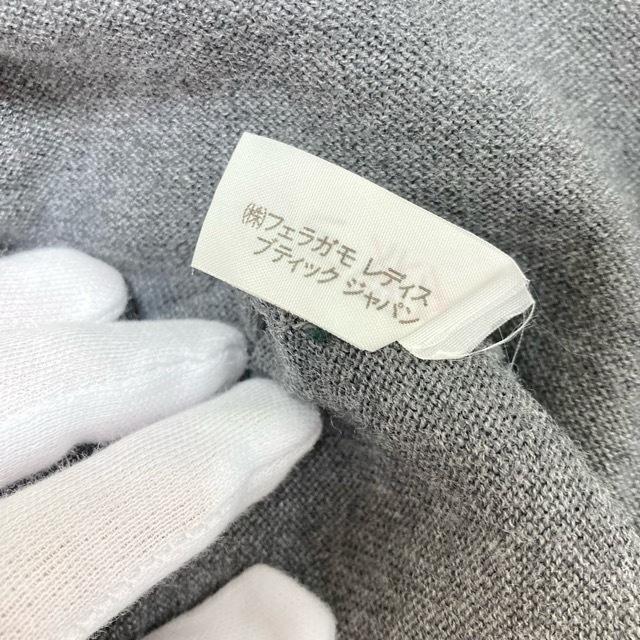 ㈱フェラガモ レディス
ブティック ジャパン